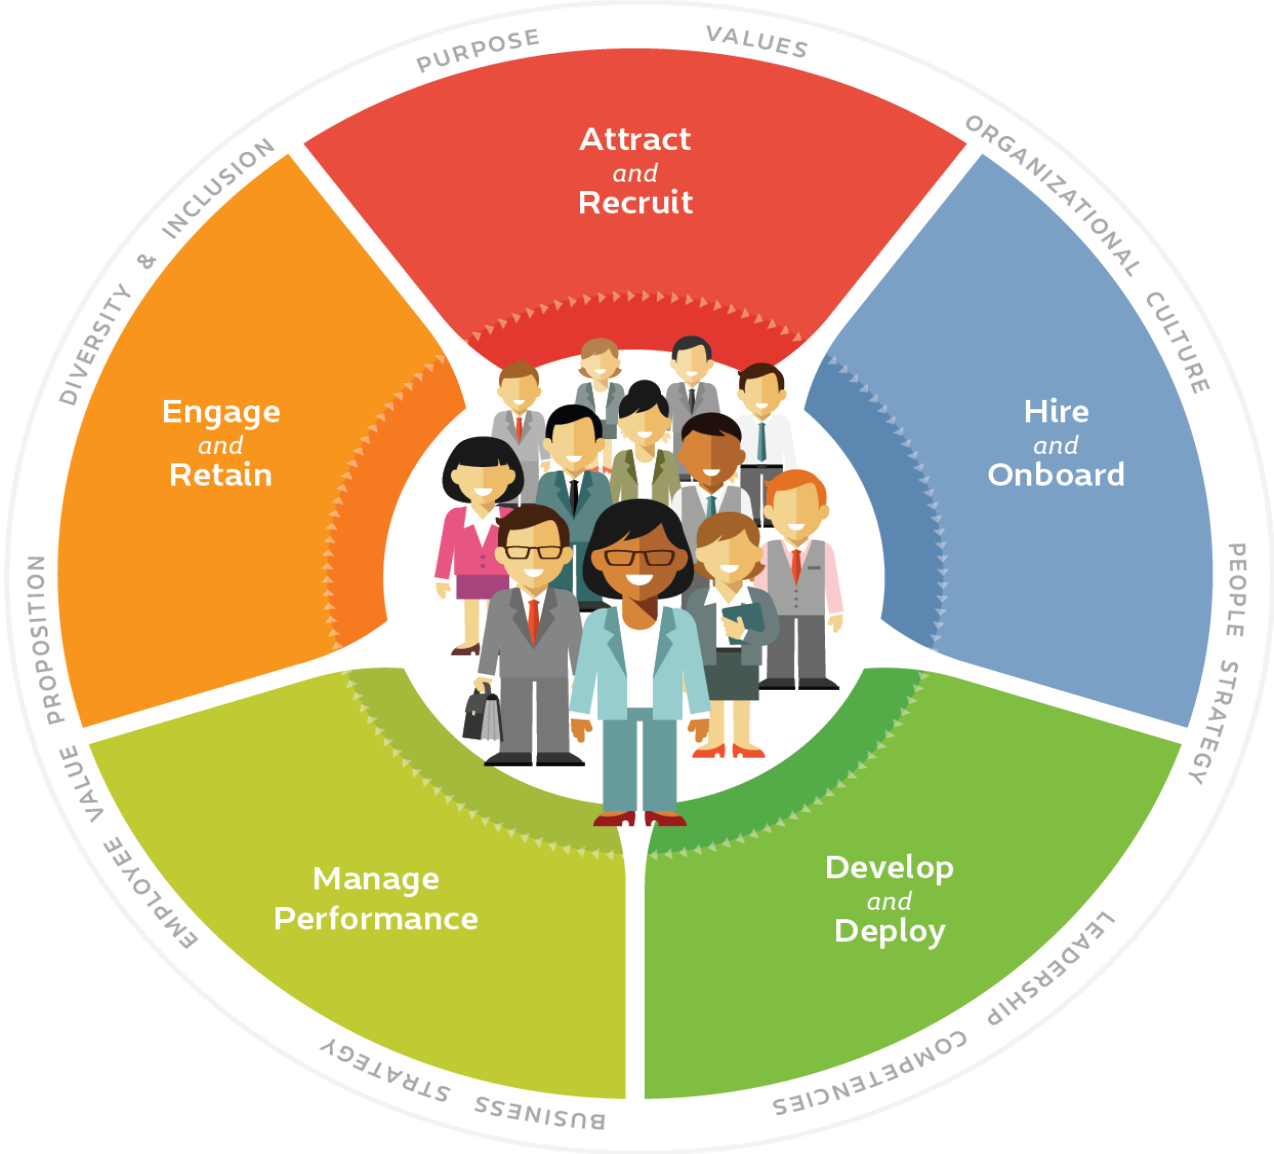 PURPOSE
VALUES
ORGANIZATIONAL CULTURE
PEOPLE STRATEGY
LEADERSHIP COMPETENCIES
BUSINESS STRATEGY
EMPLOYEE VALUE PROPOSITION
DIVERSITY & INCLUSION
Attract
and
Recruit
Hire
and
Onboard
Develop
and
Deploy
Manage
Performance
Engage
and
Retain